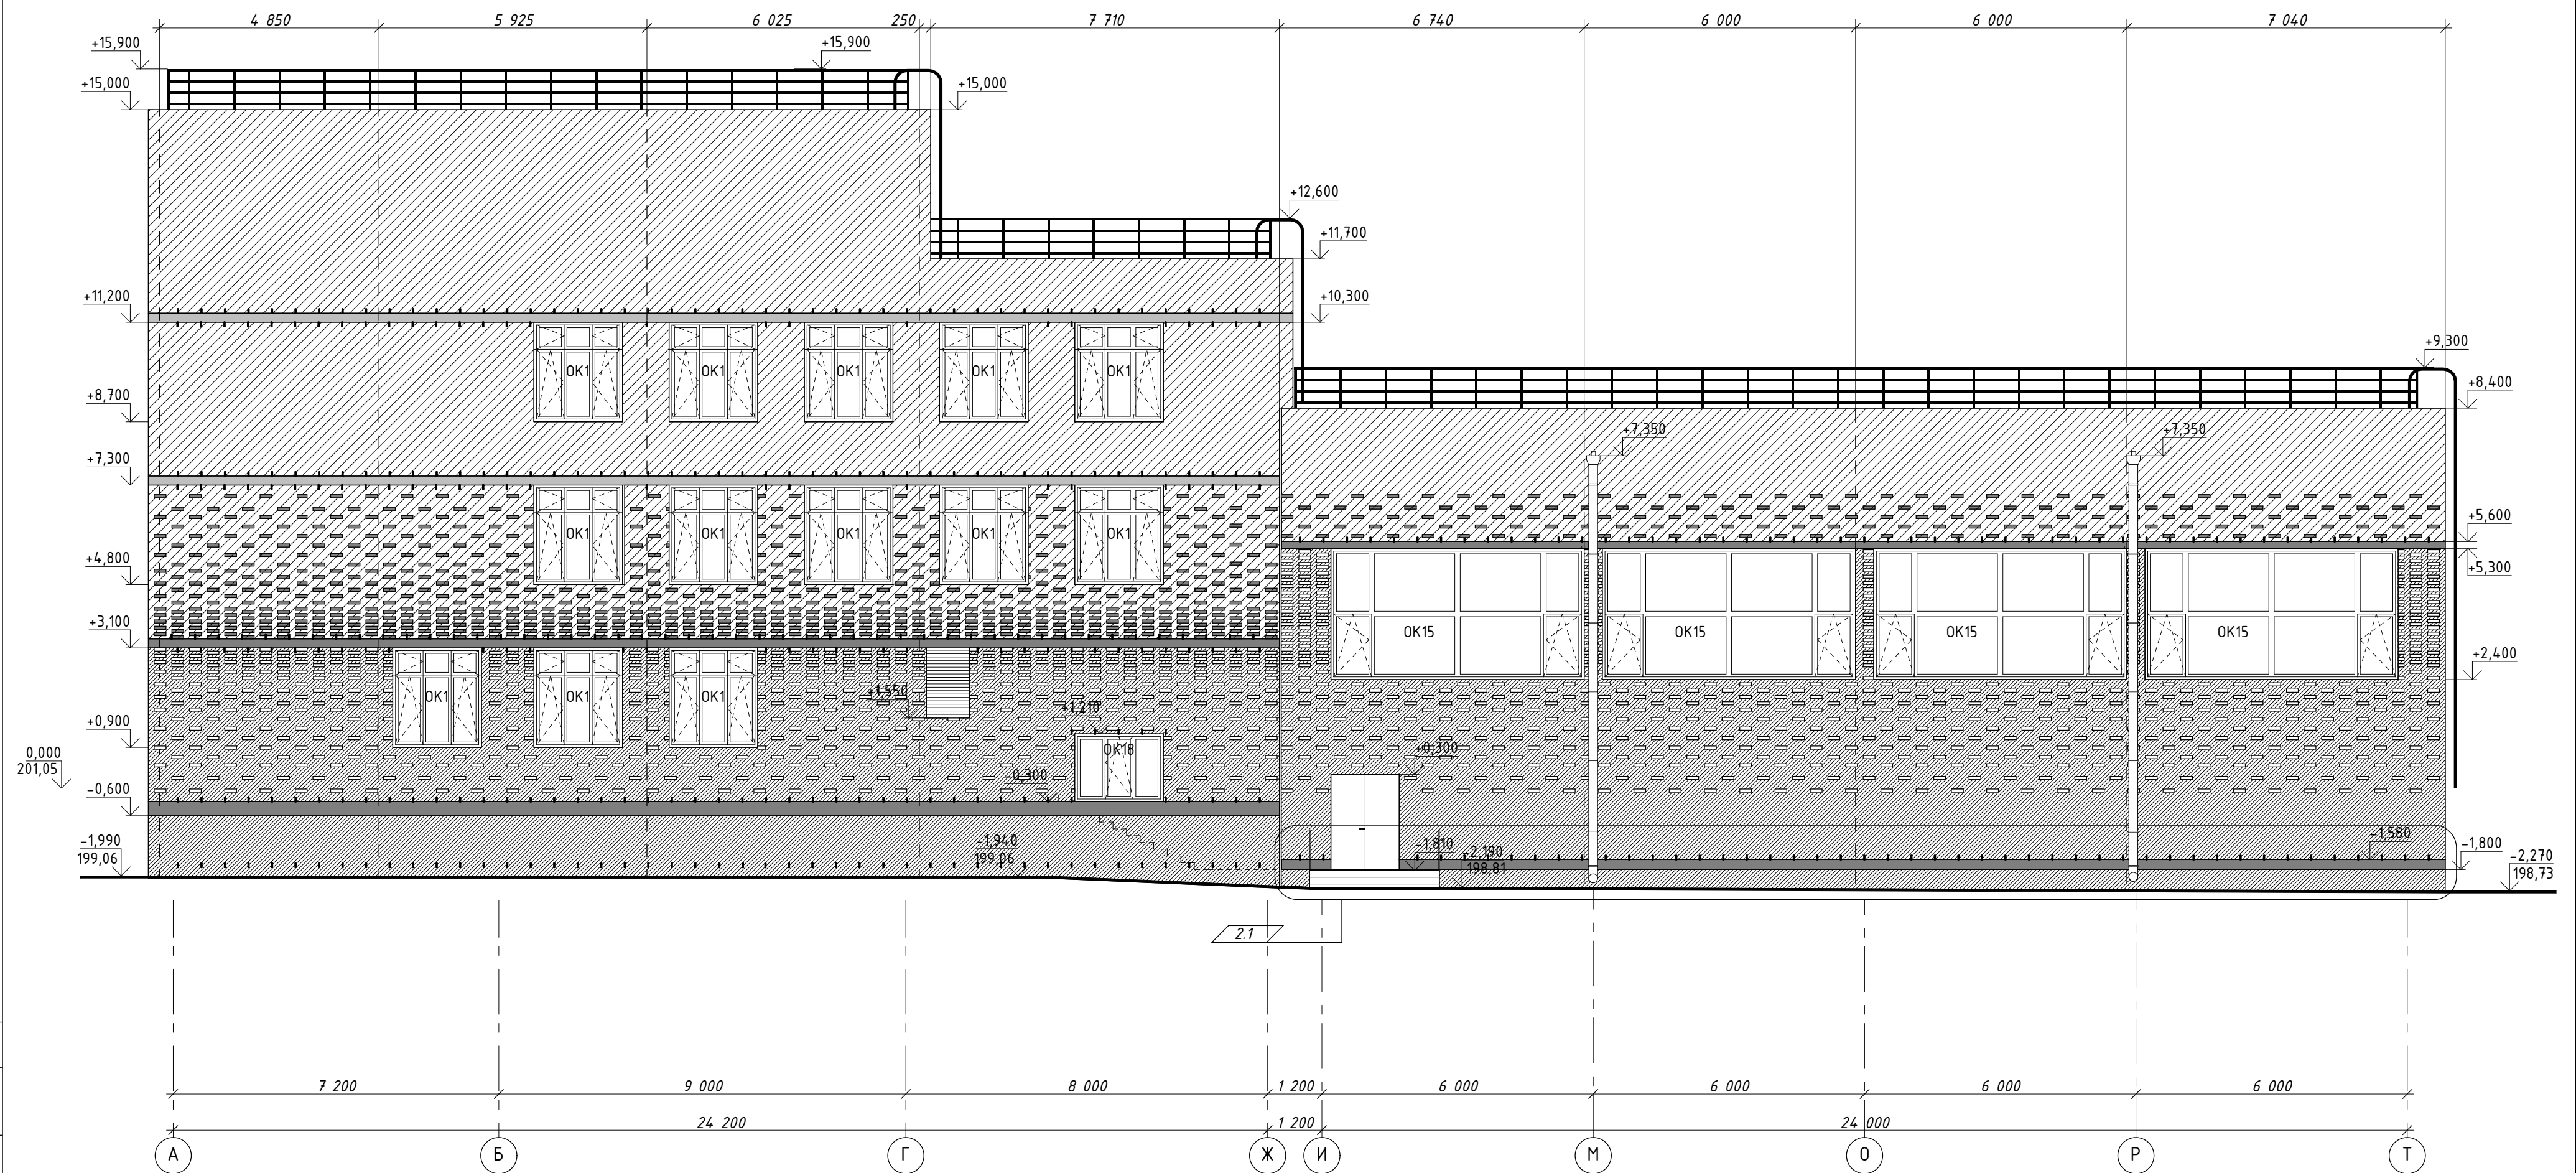 4 850 5 925 6 025 250 7 710 6 740 6 000 6 000 7 040
+15,900 +15,900
+15,000 +15,000
+12,600
+11,700
+11,200 +10,300
+9,300
ОК1 ОК1 ОК1 ОК1 ОК1
+8,700 +8,400
+7,350 +7,350
+7,300
+5,600
ОК1 ОК1 ОК1 ОК1 ОК1
+4,800 +5,300
+3,100
ОК15 ОК15 ОК15 ОК15
+2,400
ОК1 ОК1 ОК1 +1,550
+1,210
+0,900
ОК18 +0,300
0,000
201,05
-0,300
-0,600
-1,990 -1,940 -1,810 -2,190 -1,580 -1,800
199,06 199,06 198,81
-2,270
198,73
2.1
7 200 9 000 8 000 1 200 6 000 6 000 6 000 6 000
24 200 1 200 24 000
А Б Г Ж И М О Р Т